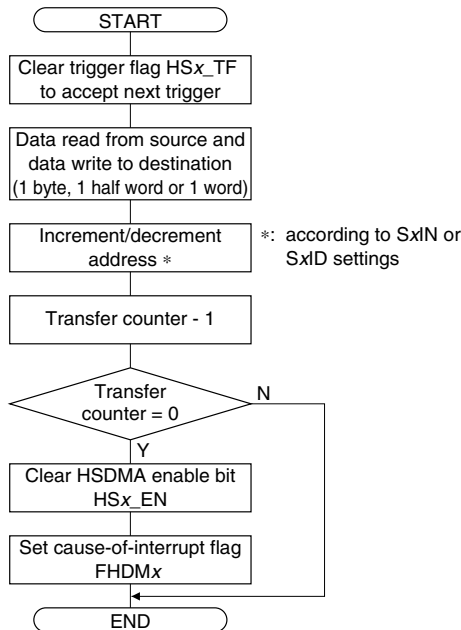 START
Clear trigger flag HSx_TF
to accept next trigger
Data read from source and
data write to destination
(1 byte, 1 half word or 1 word)
Increment/decrement
address *
*: according to SxIN or
SxID settings
Transfer counter - 1
Transfer
counter = 0
N
Y
Clear HSDMA enable bit
HSx_EN
Set cause-of-interrupt flag
FHDMx
END